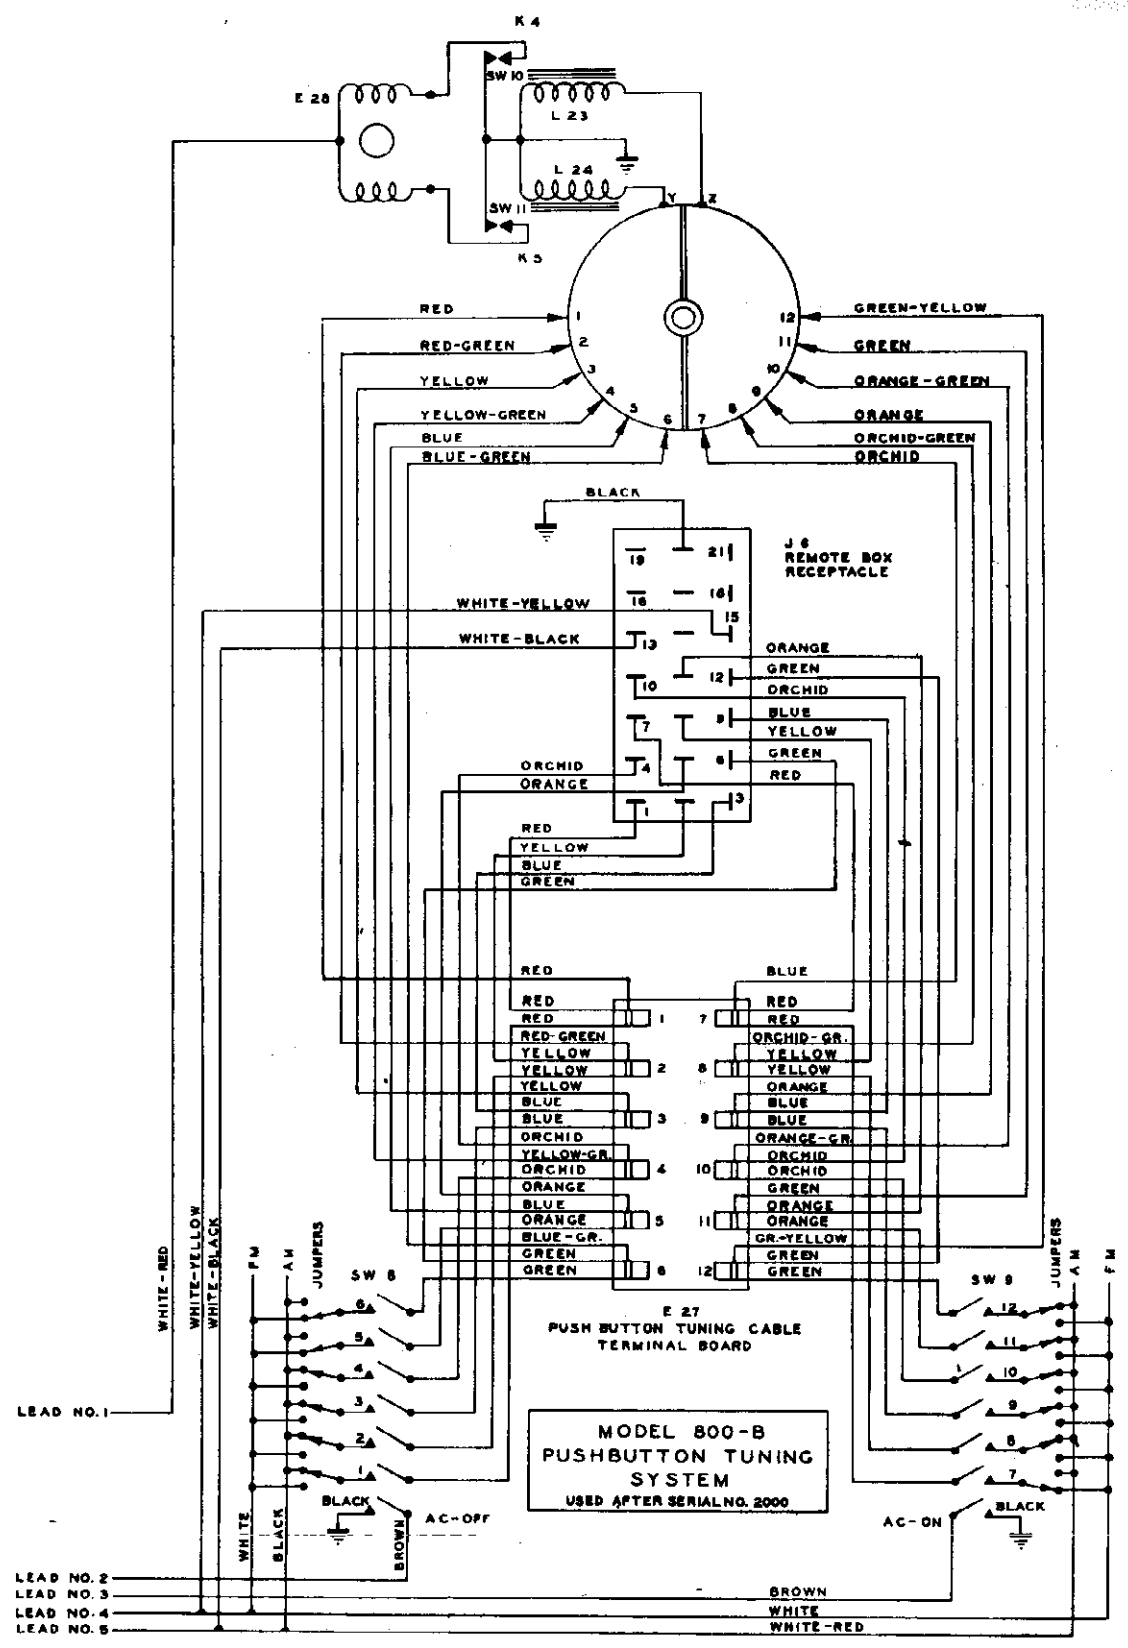 K 4
SW 10
E 28
L 23
L 24
SW 11
K 5
Y Z
RED
1
12
GREEN-YELLOW
RED-GREEN
2
11
GREEN
YELLOW
3
10
ORANGE-GREEN
YELLOW-GREEN
4
9
ORANGE
BLUE
5
8
ORCHID-GREEN
BLUE-GREEN
6
7
ORCHID
BLACK
J 6
REMOTE BOX
RECEPTACLE
19
21
16
18
WHITE-YELLOW
15
WHITE-BLACK
13
ORANGE
GREEN
10
12
ORCHID
BLUE
7
9
YELLOW
GREEN
ORCHID
4
6
RED
ORANGE
1
3
RED
YELLOW
BLUE
GREEN
RED
BLUE
RED
RED
RED
1
7
RED
RED-GREEN
ORCHID-GR.
YELLOW
YELLOW
YELLOW
2
8
YELLOW
YELLOW
ORANGE
BLUE
BLUE
BLUE
3
9
BLUE
ORCHID
ORANGE-GR.
YELLOW-GR.
ORCHID
ORCHID
4
10
ORCHID
ORANGE
GREEN
BLUE
ORANGE
ORANGE
5
11
ORANGE
BLUE-GR.
GR.-YELLOW
GREEN
GREEN
GREEN
6
12
GREEN
WHITE-RED
WHITE-YELLOW
WHITE-BLACK
FM
AM
JUMPERS
SW 8
SW 9
JUMPERS
AM
FM
E 27
PUSH BUTTON TUNING CABLE
TERMINAL BOARD
6
12
5
11
4
10
3
9
2
8
1
7
LEAD NO. 1
MODEL 800-B
PUSHBUTTON TUNING
SYSTEM
USED AFTER SERIAL NO. 2000
BLACK
AC-OFF
AC-ON
BLACK
WHITE
BLACK
BROWN
LEAD NO. 2
LEAD NO. 3
BROWN
LEAD NO. 4
WHITE
LEAD NO. 5
WHITE-RED